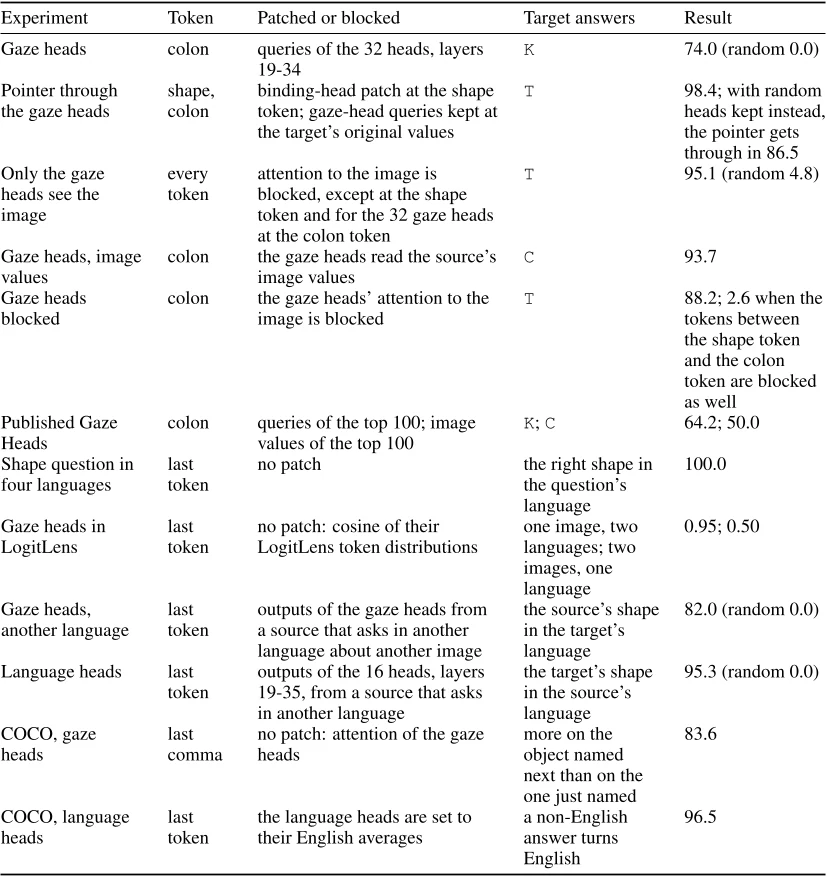 Experiment Token Patched or blocked Target answers Result
Gaze heads colon queries of the 32 heads, layers K 74.0 (random 0.0)
19-34
Pointer through shape, binding-head patch at the shape T 98.4; with random
the gaze heads colon token; gaze-head queries kept at heads kept instead,
the target's original values the pointer gets
through in 86.5
Only the gaze every attention to the image is T 95.1 (random 4.8)
heads see the token blocked, except at the shape
image token and for the 32 gaze heads
at the colon token
Gaze heads, image colon the gaze heads read the source's C 93.7
values image values
Gaze heads colon the gaze heads' attention to the T 88.2; 2.6 when the
blocked image is blocked tokens between
the shape token
and the colon
token are blocked
as well
Published Gaze colon queries of the top 100; image K; C 64.2; 50.0
Heads values of the top 100
Shape question in last no patch the right shape in 100.0
four languages token the question's
language
Gaze heads in last no patch: cosine of their one image, two 0.95; 0.50
LogitLens token LogitLens token distributions languages; two
images, one
language
Gaze heads, last outputs of the gaze heads from the source's shape 82.0 (random 0.0)
another language token a source that asks in another in the target's
language about another image language
Language heads last outputs of the 16 heads, layers the target's shape 95.3 (random 0.0)
token 19-35, from a source that asks in the source's
in another language language
COCO, gaze last no patch: attention of the gaze more on the 83.6
heads comma heads object named
next than on the
one just named
COCO, language last the language heads are set to a non-English 96.5
heads token their English averages answer turns
English